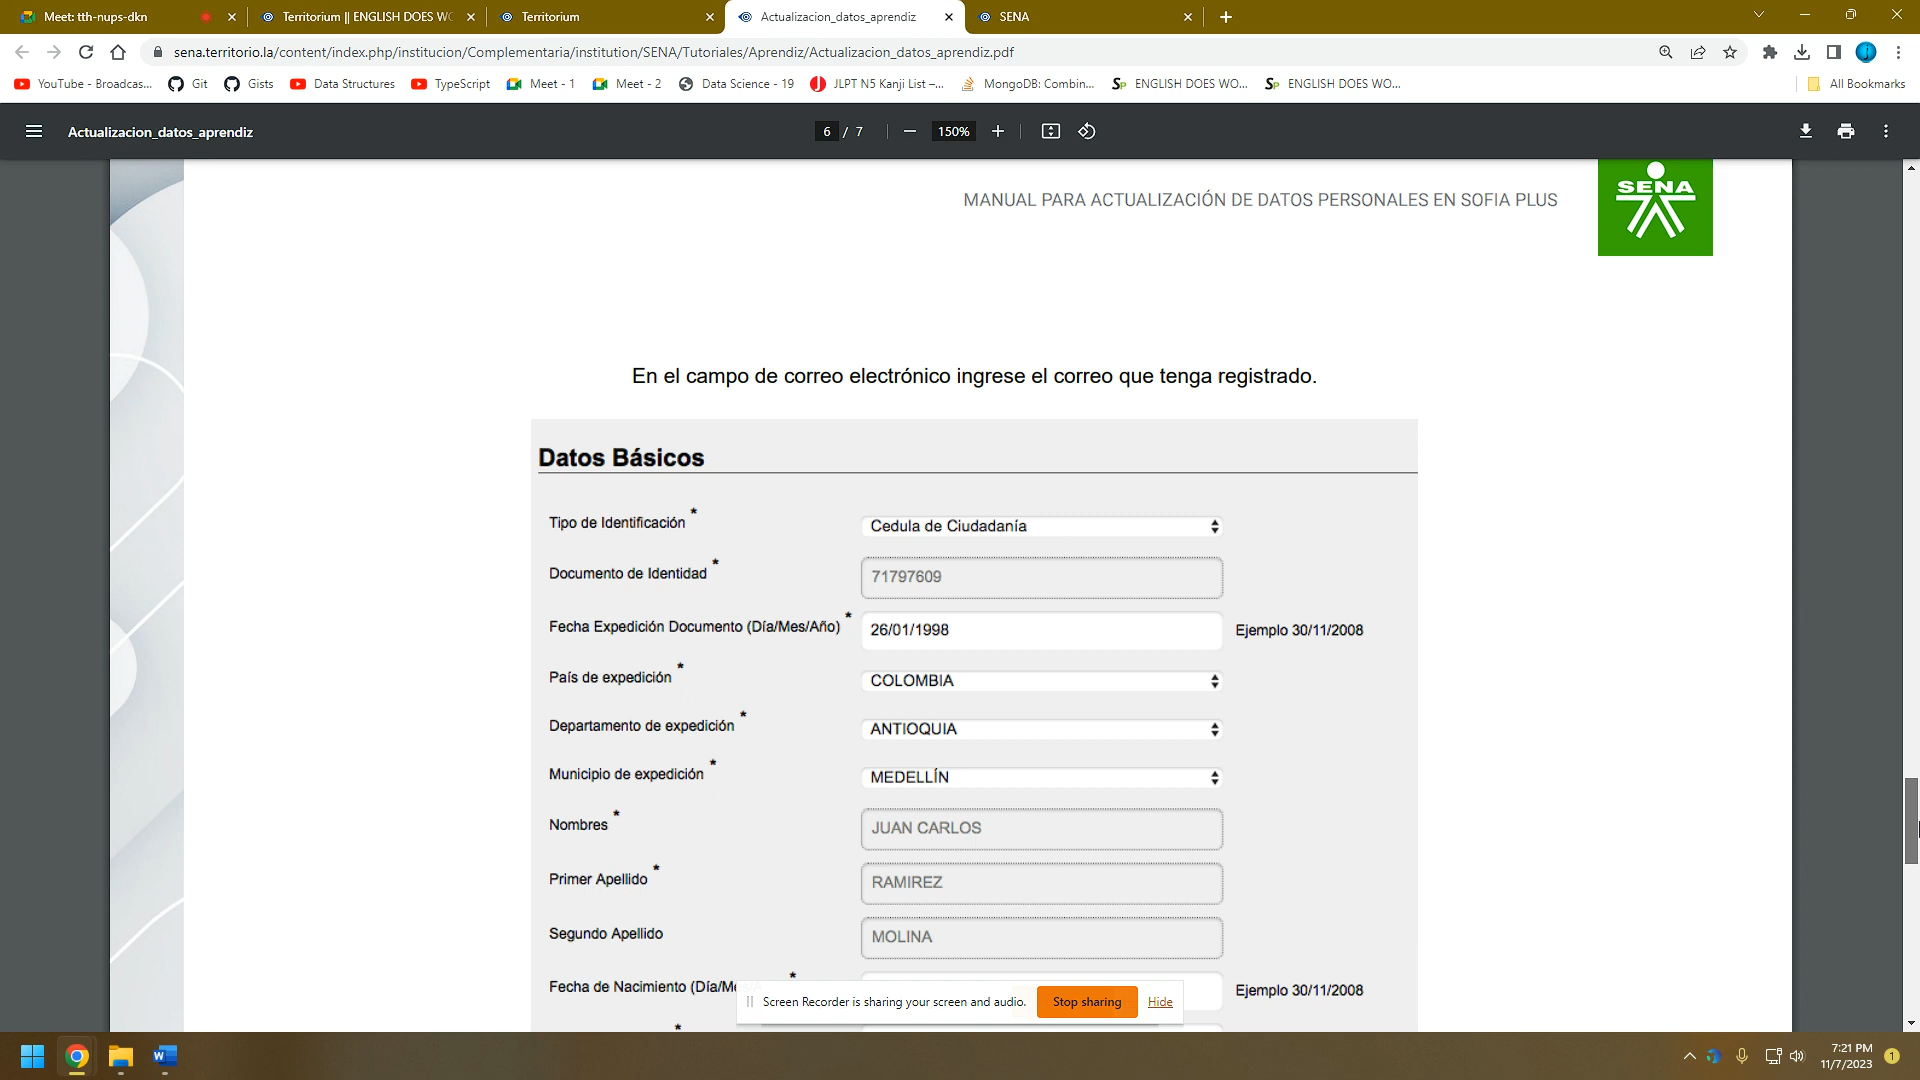 Meet: tth-nups-dkn
Territorium || ENGLISH DOES WO
Territorium
Actualizacion_datos_aprendiz
SENA
sena.territorio.la/content/index.php/institucion/Complementaria/institution/SENA/Tutoriales/Aprendiz/Actualizacion_datos_aprendiz.pdf
YouTube - Broadcas...
Git
Gists
Data Structures
TypeScript
Meet - 1
Meet - 2
Data Science - 19
JLPT N5 Kanji List –...
MongoDB: Combin...
ENGLISH DOES WO...
ENGLISH DOES WO...
All Bookmarks
Actualizacion_datos_aprendiz
6 / 7
150%
MANUAL PARA ACTUALIZACIÓN DE DATOS PERSONALES EN SOFIA PLUS
SENA
En el campo de correo electrónico ingrese el correo que tenga registrado.
Datos Básicos
Tipo de Identificación * Cedula de Ciudadanía
Documento de Identidad * 71797609
Fecha Expedición Documento (Día/Mes/Año) * 26/01/1998 Ejemplo 30/11/2008
País de expedición * COLOMBIA
Departamento de expedición * ANTIOQUIA
Municipio de expedición * MEDELLÍN
Nombres * JUAN CARLOS
Primer Apellido * RAMIREZ
Segundo Apellido MOLINA
Fecha de Nacimiento (Día/Me * Ejemplo 30/11/2008
Screen Recorder is sharing your screen and audio.
Stop sharing
Hide
7:21 PM
11/7/2023
1